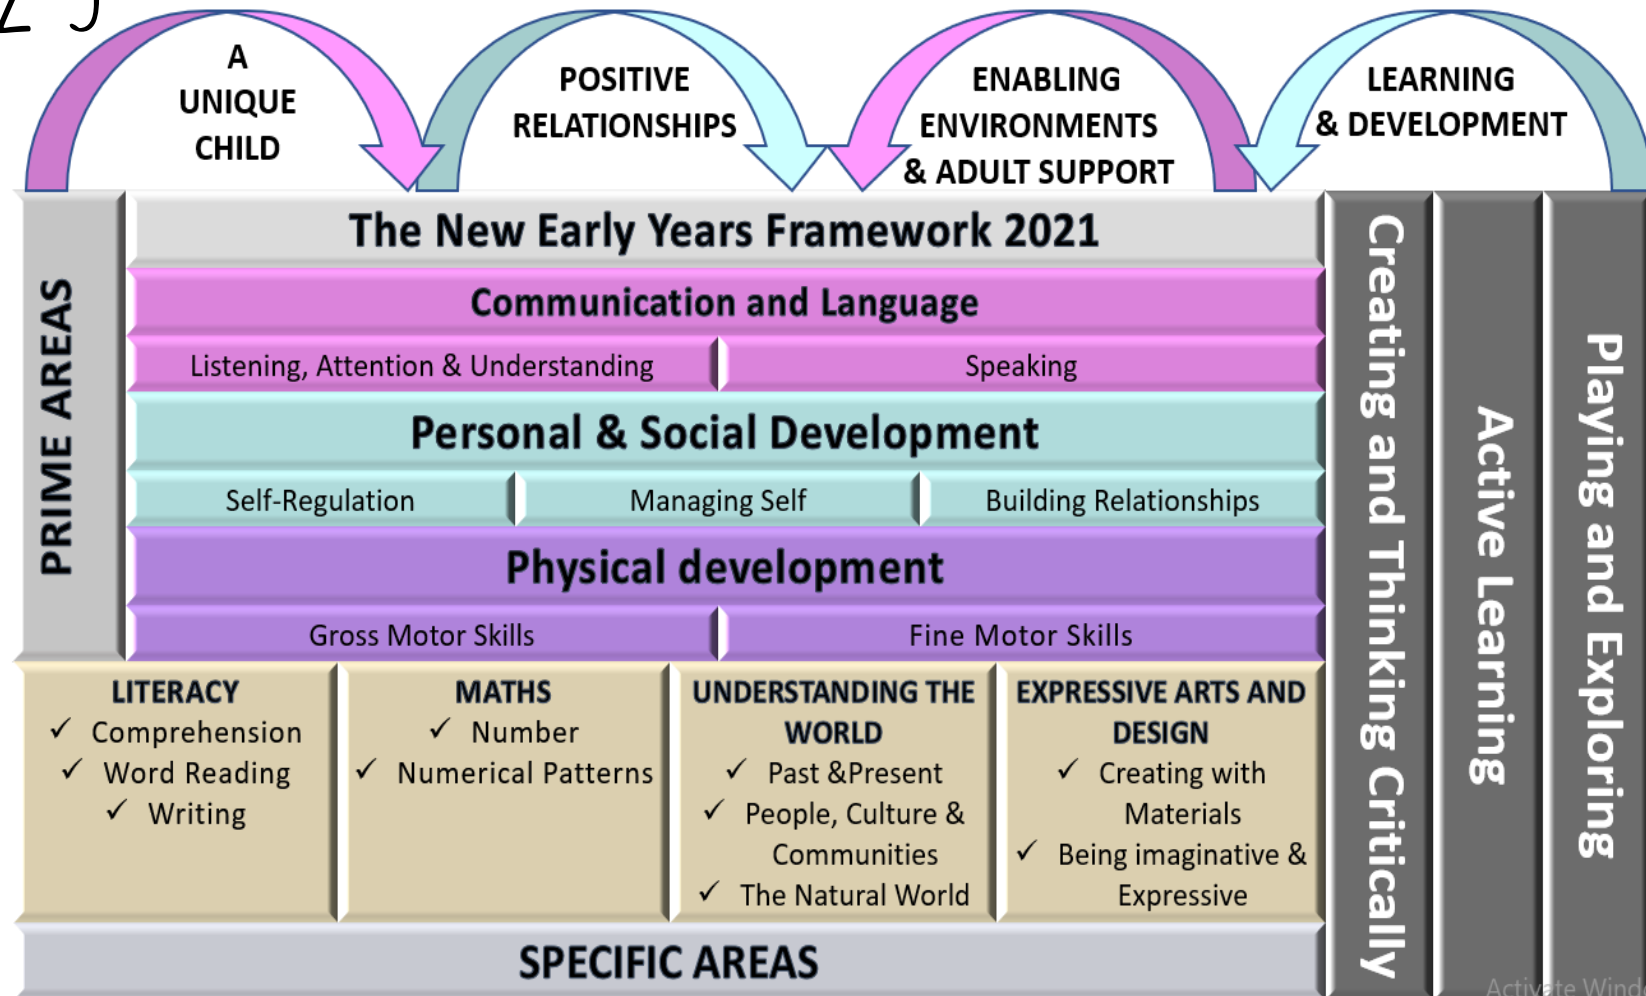 A
UNIQUE
CHILD
POSITIVE
RELATIONSHIPS
ENABLING
ENVIRONMENTS
& ADULT SUPPORT
LEARNING
& DEVELOPMENT
PRIME AREAS
The New Early Years Framework 2021
Communication and Language
Listening, Attention & Understanding
Speaking
Personal & Social Development
Self-Regulation
Managing Self
Building Relationships
Physical development
Gross Motor Skills
Fine Motor Skills
LITERACY
✓ Comprehension
✓ Word Reading
✓ Writing
MATHS
✓ Number
✓ Numerical Patterns
UNDERSTANDING THE
WORLD
✓ Past &Present
✓ People, Culture &
Communities
✓ The Natural World
EXPRESSIVE ARTS AND
DESIGN
✓ Creating with
Materials
✓ Being imaginative &
Expressive
SPECIFIC AREAS
Creating and Thinking Critically
Active Learning
Playing and Exploring
Activate